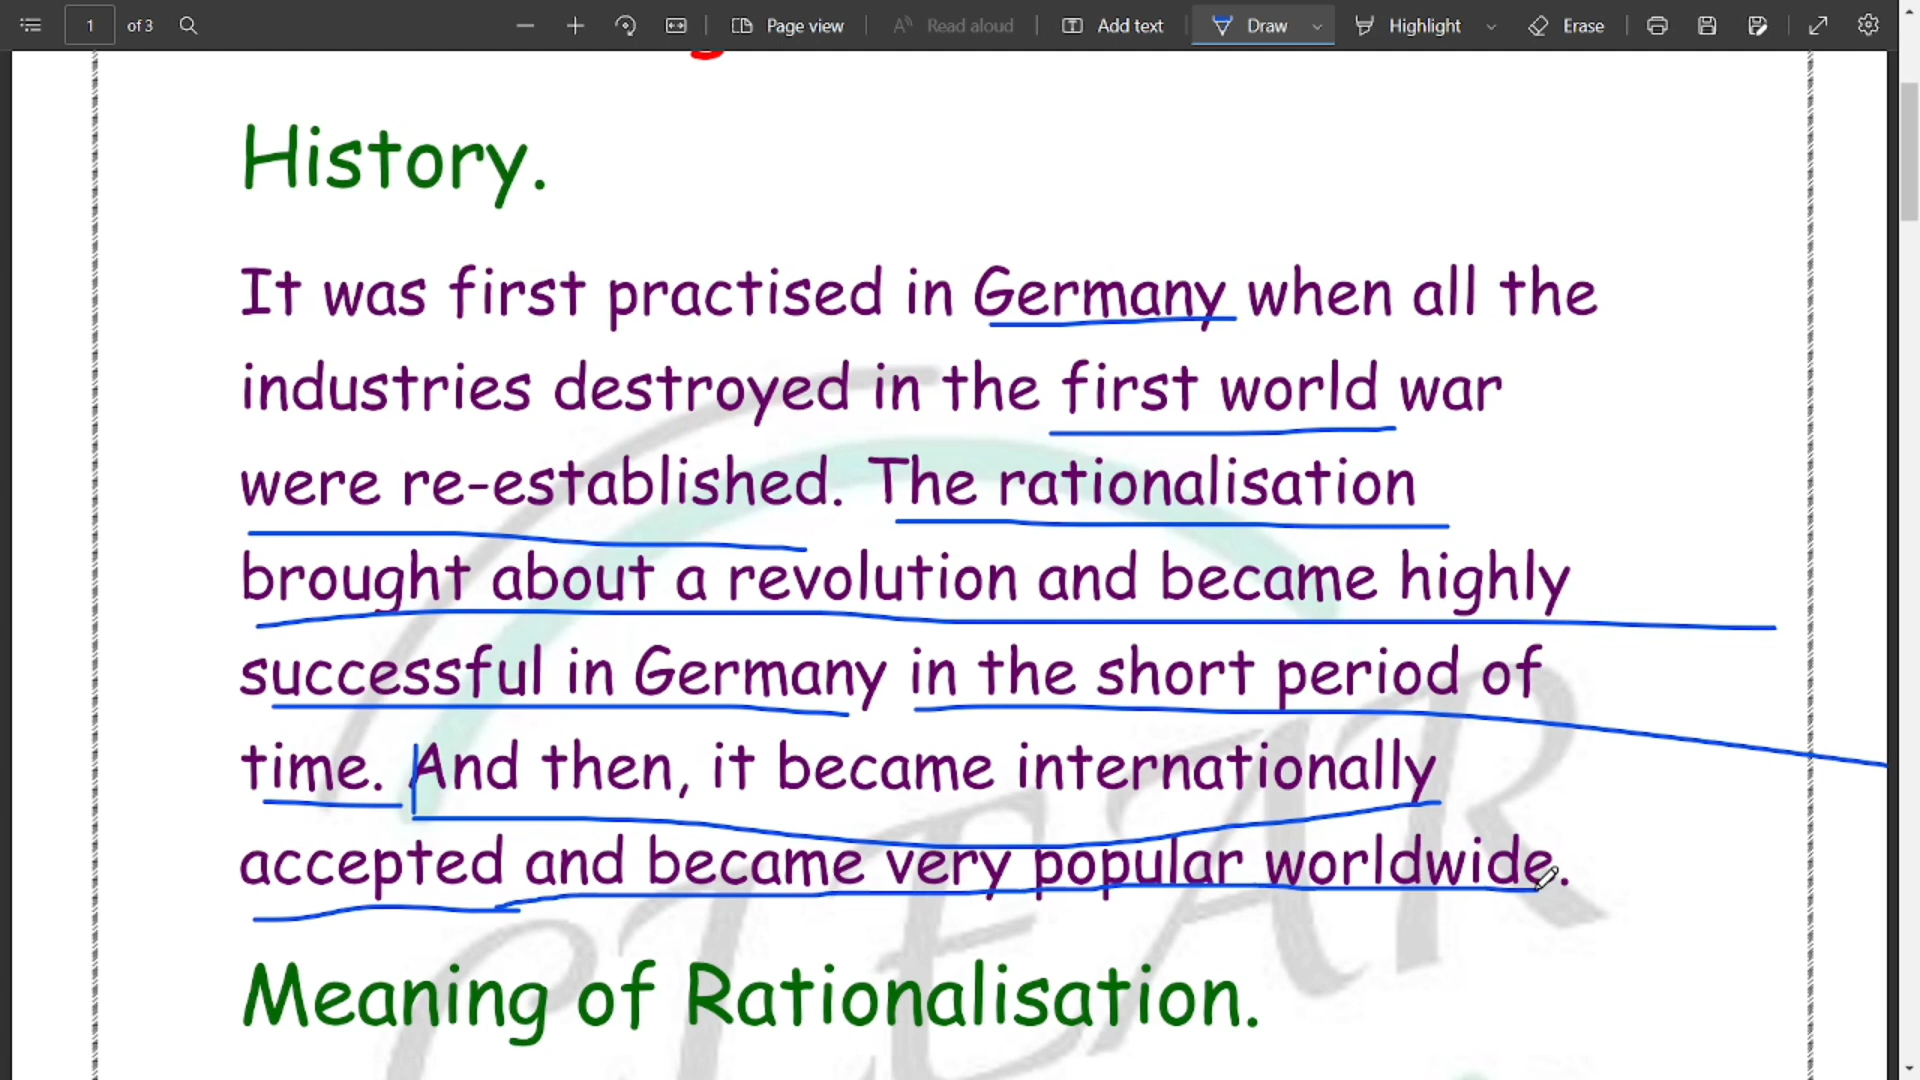 1 of 3 Page view Read aloud Add text Draw Highlight Erase
History.
It was first practised in Germany when all the
industries destroyed in the first world war
were re-established. The rationalisation
brought about a revolution and became highly
successful in Germany in the short period of
time. And then, it became internationally
accepted and became very popular worldwide.
Meaning of Rationalisation.